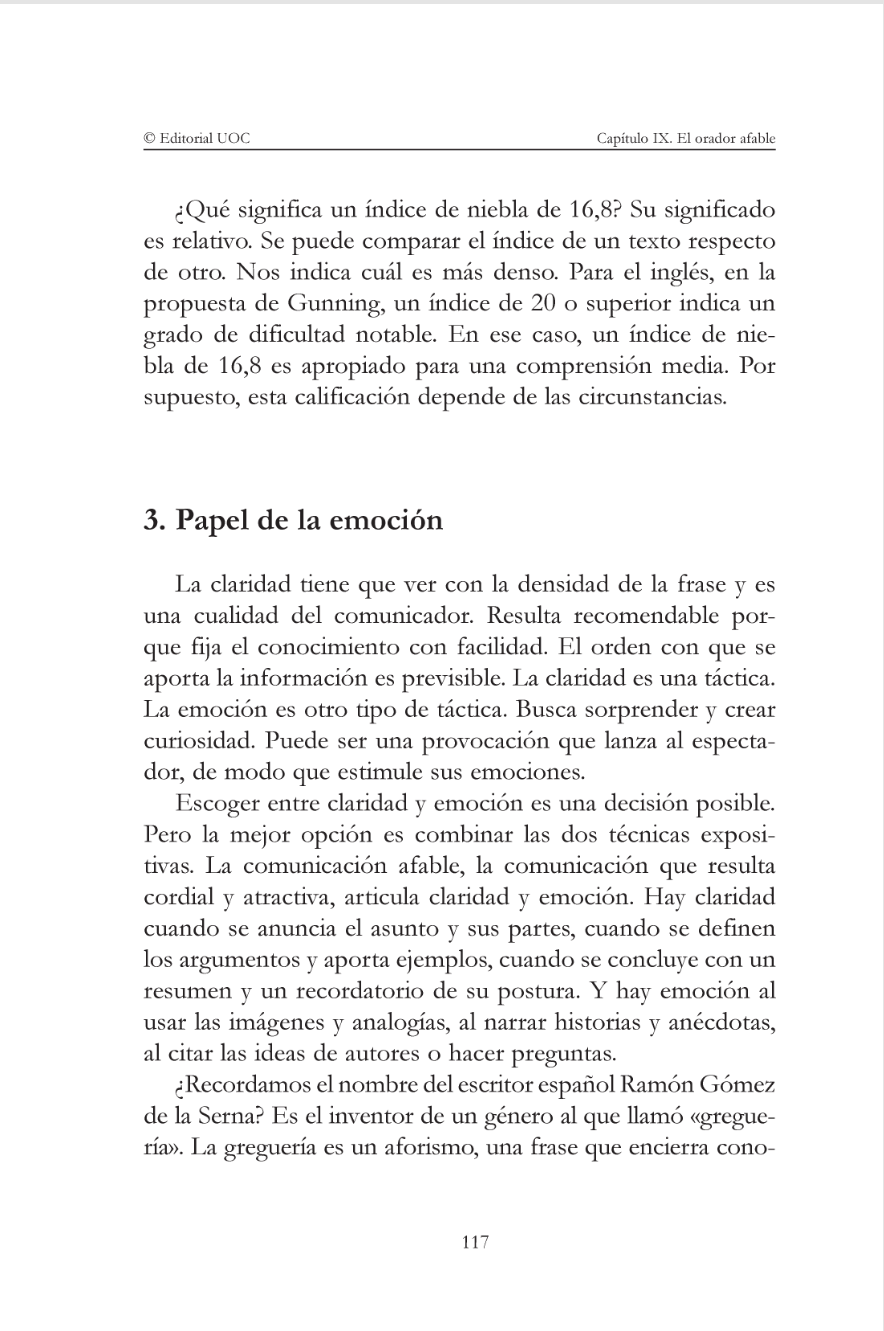 © Editorial UOC
Capítulo IX. El orador afable
¿Qué significa un índice de niebla de 16,8? Su significado
es relativo. Se puede comparar el índice de un texto respecto
de otro. Nos indica cuál es más denso. Para el inglés, en la
propuesta de Gunning, un índice de 20 o superior indica un
grado de dificultad notable. En ese caso, un índice de nie-
bla de 16,8 es apropiado para una comprensión media. Por
supuesto, esta calificación depende de las circunstancias.
3. Papel de la emoción
La claridad tiene que ver con la densidad de la frase y es
una cualidad del comunicador. Resulta recomendable por-
que fija el conocimiento con facilidad. El orden con que se
aporta la información es previsible. La claridad es una táctica.
La emoción es otro tipo de táctica. Busca sorprender y crear
curiosidad. Puede ser una provocación que lanza al especta-
dor, de modo que estimule sus emociones.
Escoger entre claridad y emoción es una decisión posible.
Pero la mejor opción es combinar las dos técnicas exposi-
tivas. La comunicación afable, la comunicación que resulta
cordial y atractiva, articula claridad y emoción. Hay claridad
cuando se anuncia el asunto y sus partes, cuando se definen
los argumentos y aporta ejemplos, cuando se concluye con un
resumen y un recordatorio de su postura. Y hay emoción al
usar las imágenes y analogías, al narrar historias y anécdotas,
al citar las ideas de autores o hacer preguntas.
¿Recordamos el nombre del escritor español Ramón Gómez
de la Serna? Es el inventor de un género al que llamó «gregue-
ría». La greguería es un aforismo, una frase que encierra cono-
117